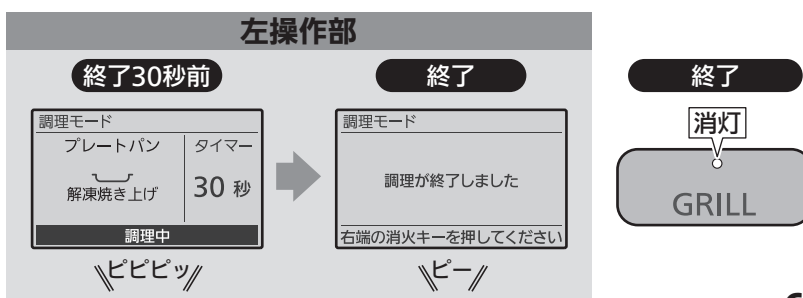 左操作部
終了30秒前
調理モード
プレートパン
解凍焼き上げ
タイマー
30 秒
調理中
ピピピッ
終了
調理モード
調理が終了しました
右端の消火キーを押してください
ピー
終了
消灯
GRILL